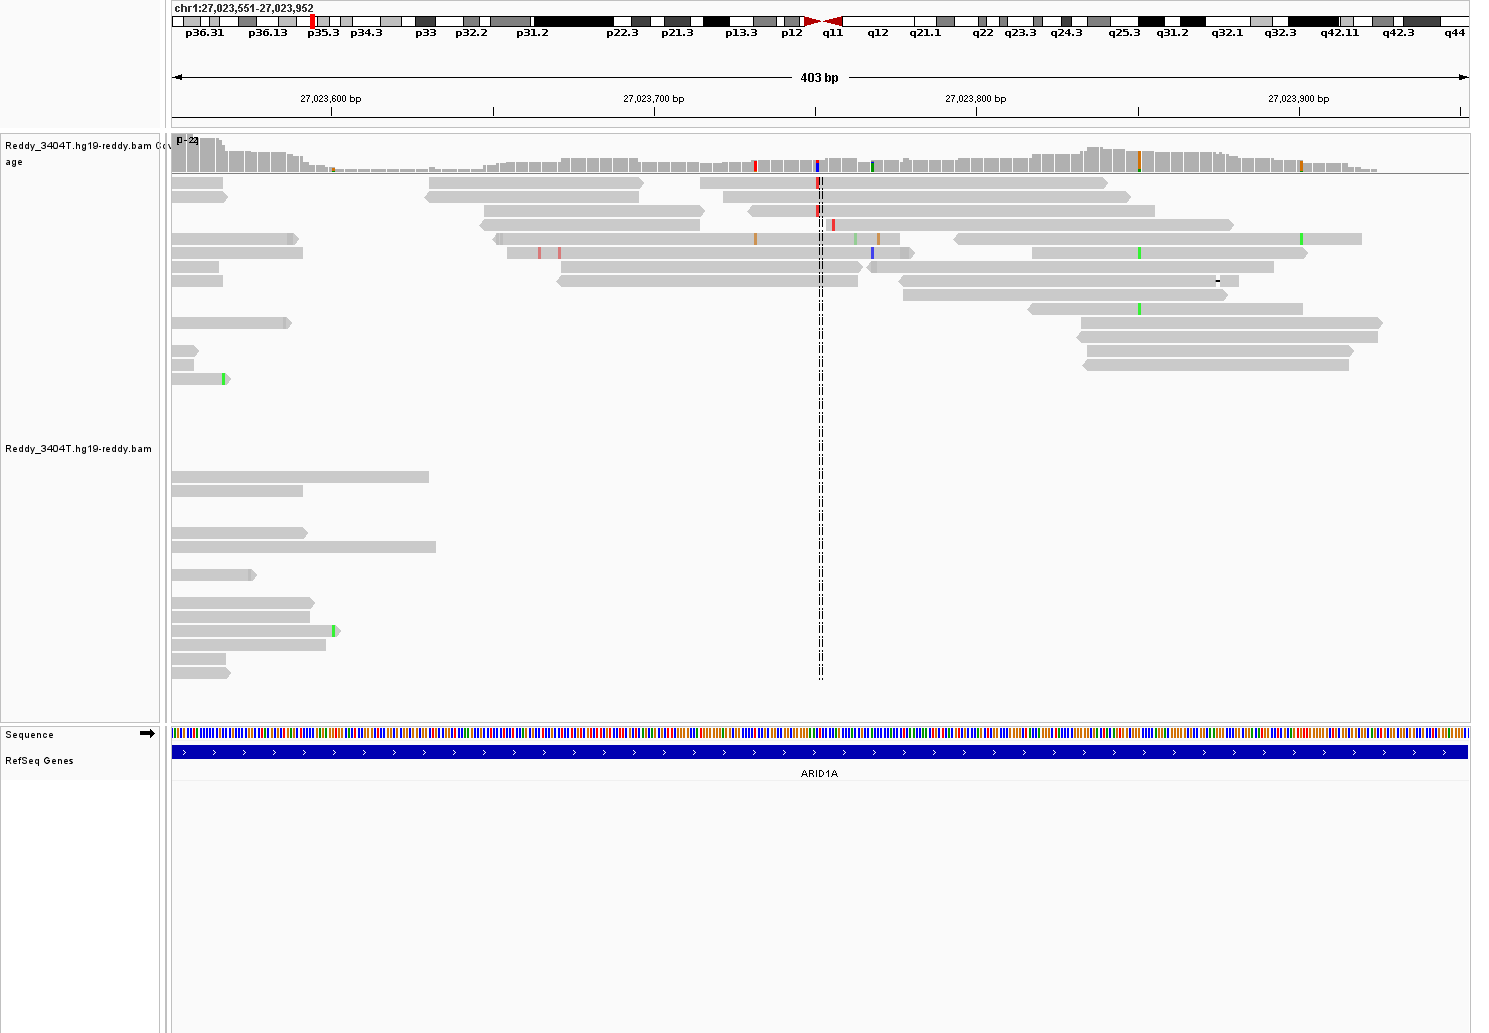 chr1:27,023,551-27,023,952
p36.31 p36.13 p35.3 p34.3 p33 p32.2 p31.2 p22.3 p21.3 p13.3 p12 q11 q12 q21.1 q22 q23.3 q24.3 q25.3 q31.2 q32.1 q32.3 q42.11 q42.3 q44
403 bp
27,023,600 bp 27,023,700 bp 27,023,800 bp 27,023,900 bp
Reddy_3404T.hg19-reddy.bam
age
Reddy_3404T.hg19-reddy.bam
Sequence
RefSeq Genes
ARID1A